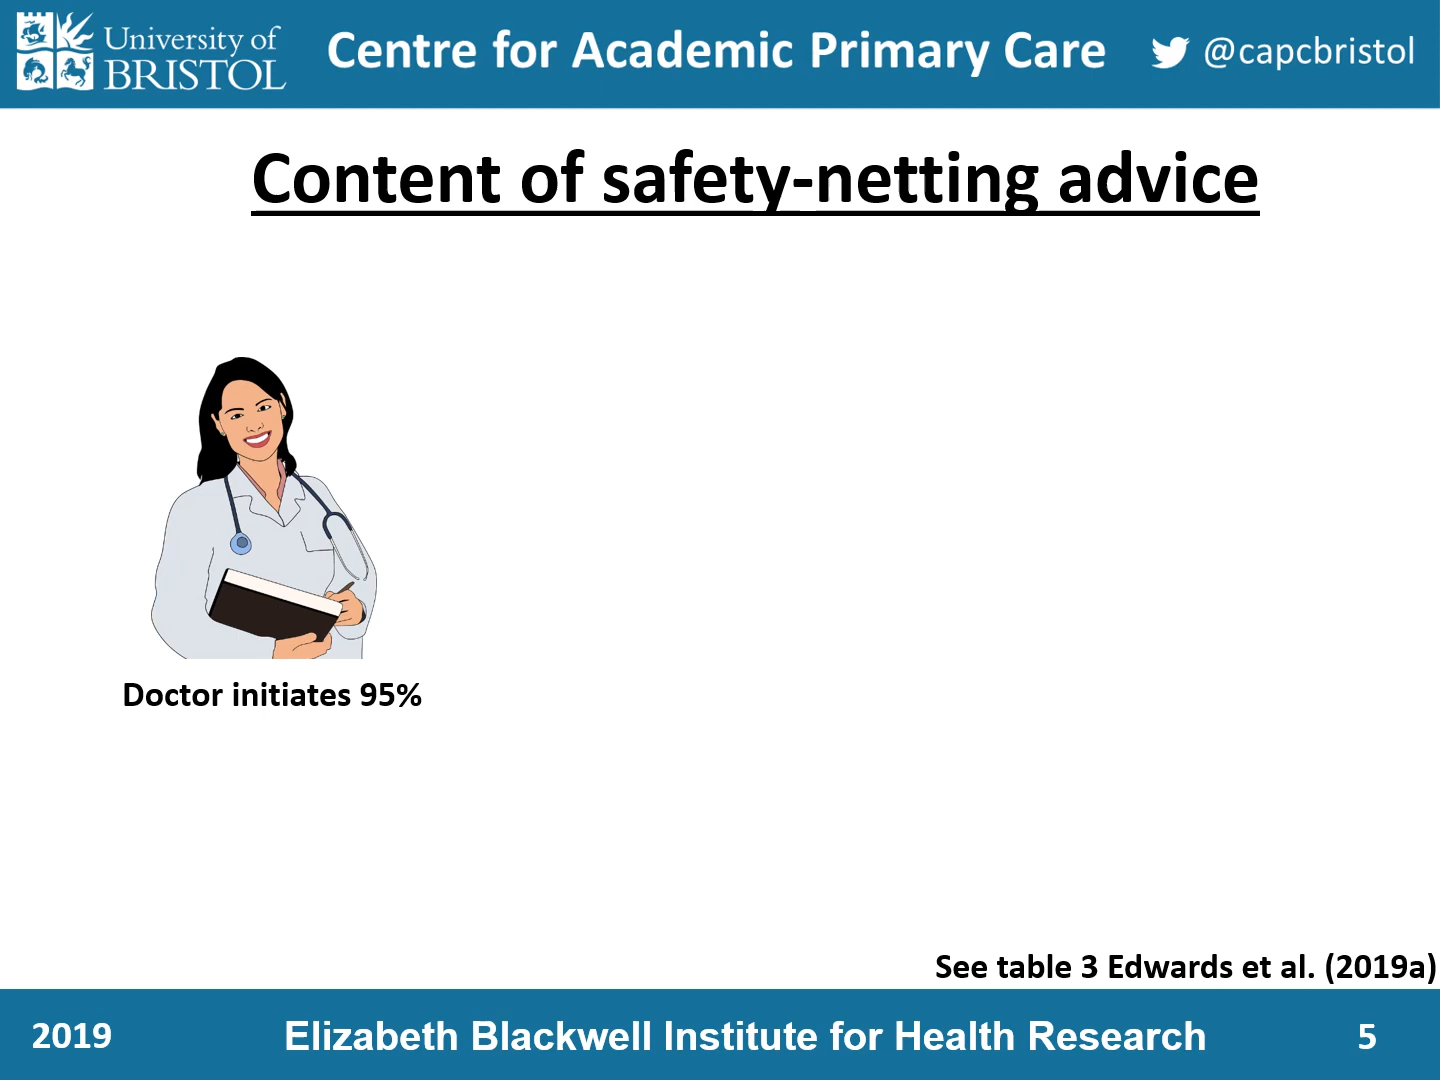 University of
BRISTOL
Centre for Academic Primary Care
@capcbristol
Content of safety-netting advice
Doctor initiates 95%
See table 3 Edwards et al. (2019a)
2019
Elizabeth Blackwell Institute for Health Research
5